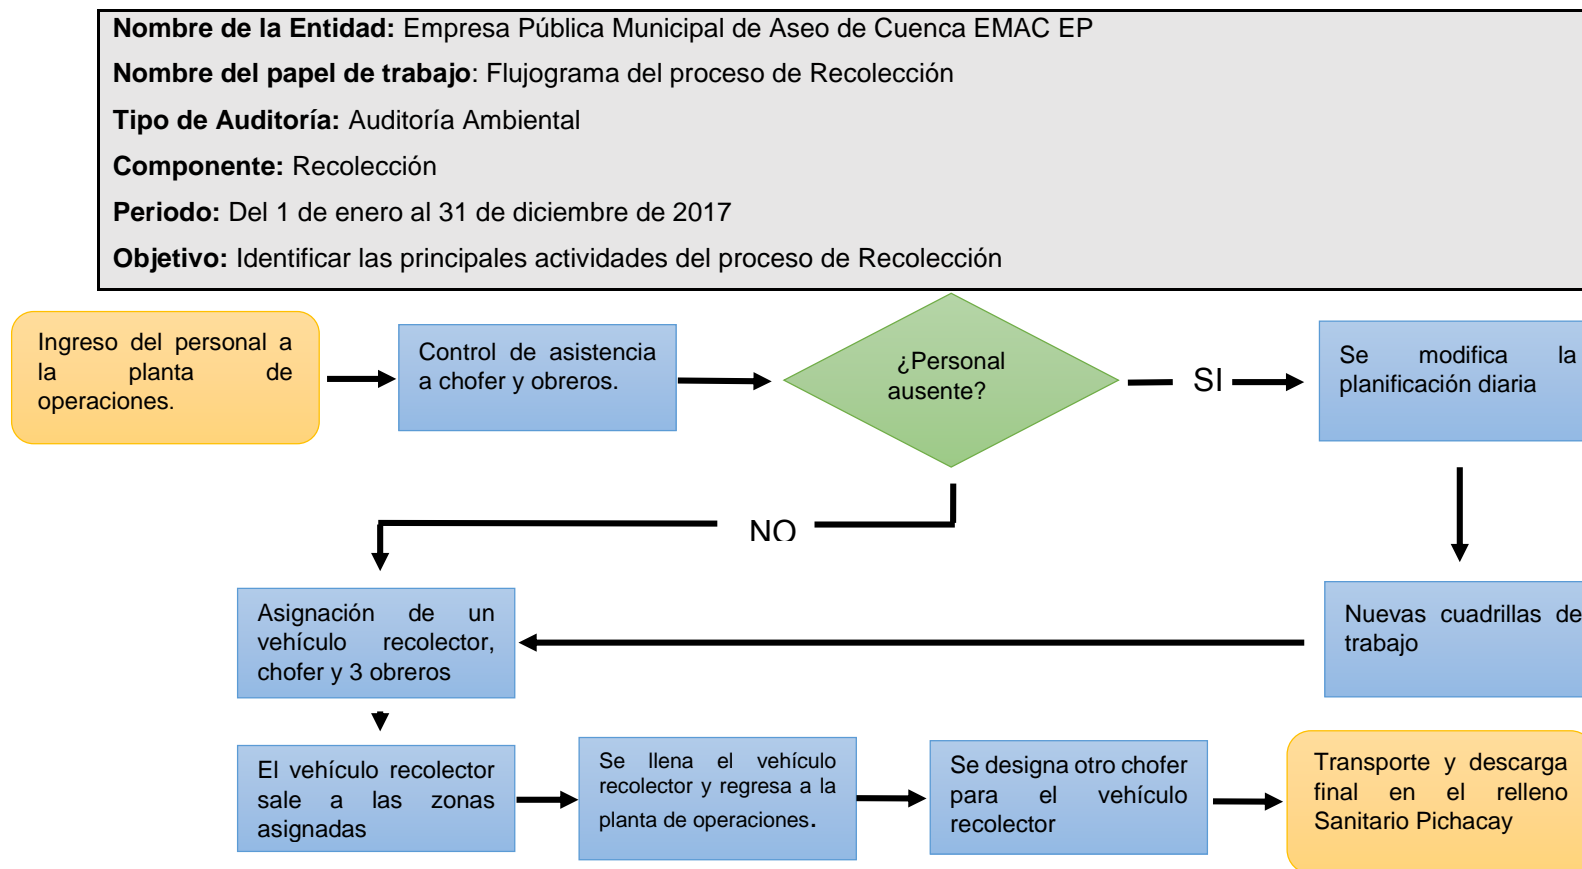 Nombre de la Entidad: Empresa Pública Municipal de Aseo de Cuenca EMAC EP
Nombre del papel de trabajo: Flujograma del proceso de Recolección
Tipo de Auditoría: Auditoría Ambiental
Componente: Recolección
Periodo: Del 1 de enero al 31 de diciembre de 2017
Objetivo: Identificar las principales actividades del proceso de Recolección
Ingreso del personal a
la planta de
operaciones.
Control de asistencia
a chofer y obreros.
¿Personal
ausente?
SI
Se modifica la
planificación diaria
NO
Asignación de un
vehículo recolector,
chofer y 3 obreros
Nuevas cuadrillas de
trabajo
El vehículo recolector
sale a las zonas
asignadas
Se llena el vehículo
recolector y regresa a la
planta de operaciones.
Se designa otro chofer
para el vehículo
recolector
Transporte y descarga
final en el relleno
Sanitario Pichacay